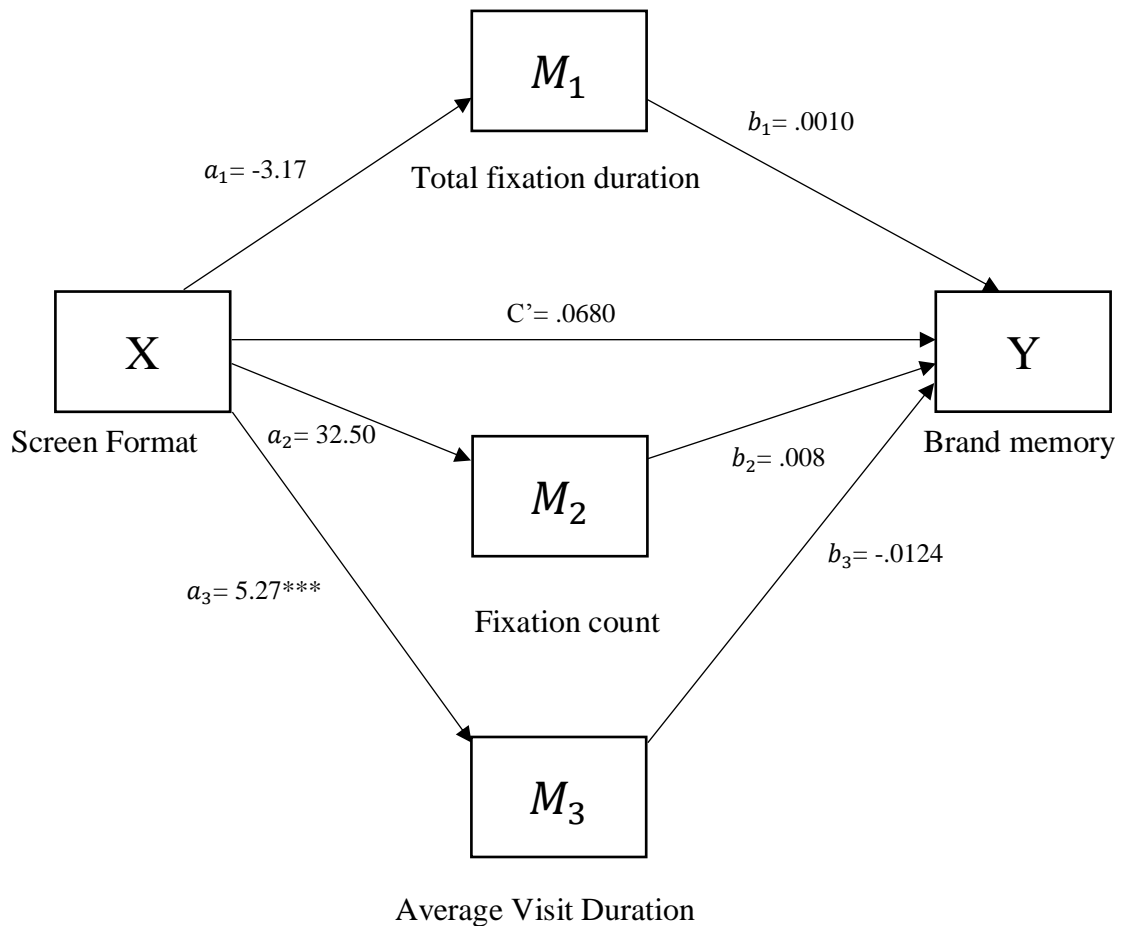 M₁
b₁= .0010
a₁= -3.17
Total fixation duration
C’= .0680
X
Y
Screen Format
a₂= 32.50
Brand memory
b₂= .008
M₂
b₃= -.0124
a₃= 5.27***
Fixation count
M₃
Average Visit Duration